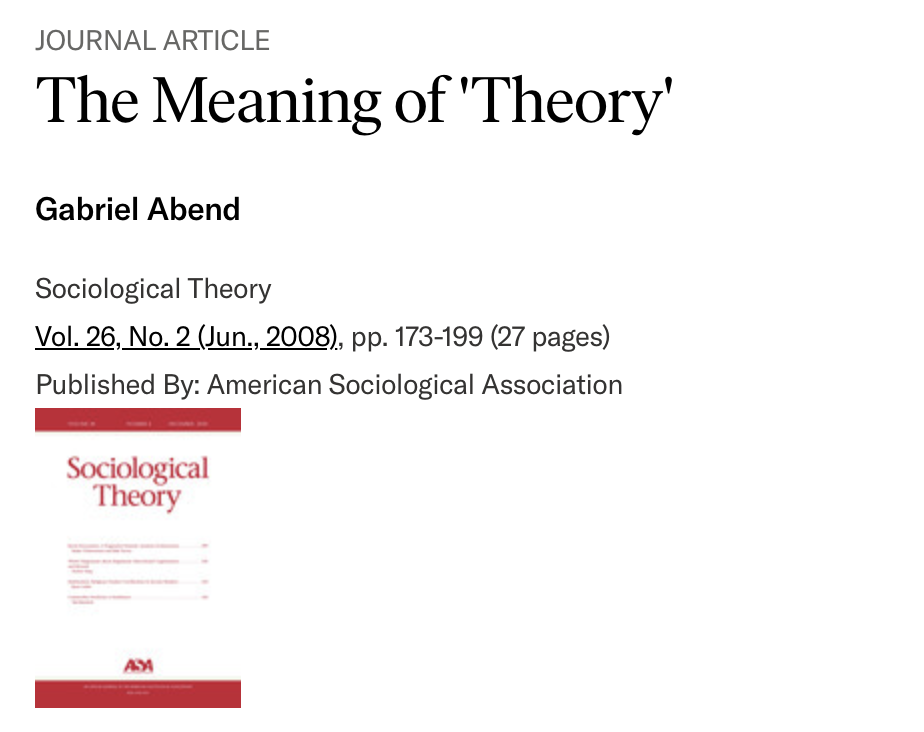 JOURNAL ARTICLE
The Meaning of 'Theory'
Gabriel Abend
Sociological Theory
Vol. 26, No. 2 (Jun., 2008), pp. 173-199 (27 pages)
Published By: American Sociological Association
Sociological
Theory
ASA